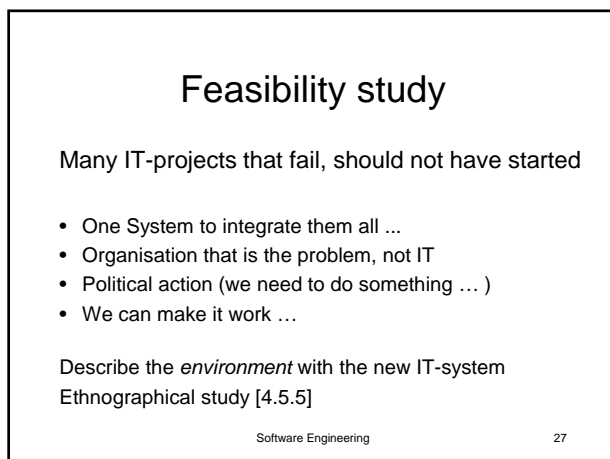 Feasibility study
Many IT-projects that fail, should not have started
• One System to integrate them all ...
• Organisation that is the problem, not IT
• Political action (we need to do something … )
• We can make it work …
Describe the environment with the new IT-system
Ethnographical study [4.5.5]
Software Engineering 27